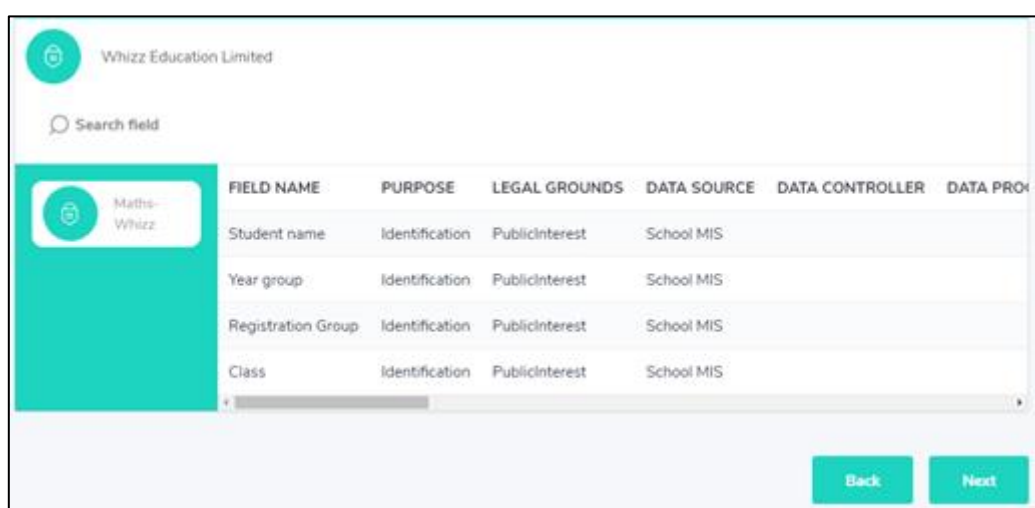 Whizz Education Limited
Search field
Maths-
Whizz
FIELD NAME PURPOSE LEGAL GROUNDS DATA SOURCE DATA CONTROLLER DATA PRO
Student name Identification PublicInterest School MIS
Year group Identification PublicInterest School MIS
Registration Group Identification PublicInterest School MIS
Class Identification PublicInterest School MIS
Back Next